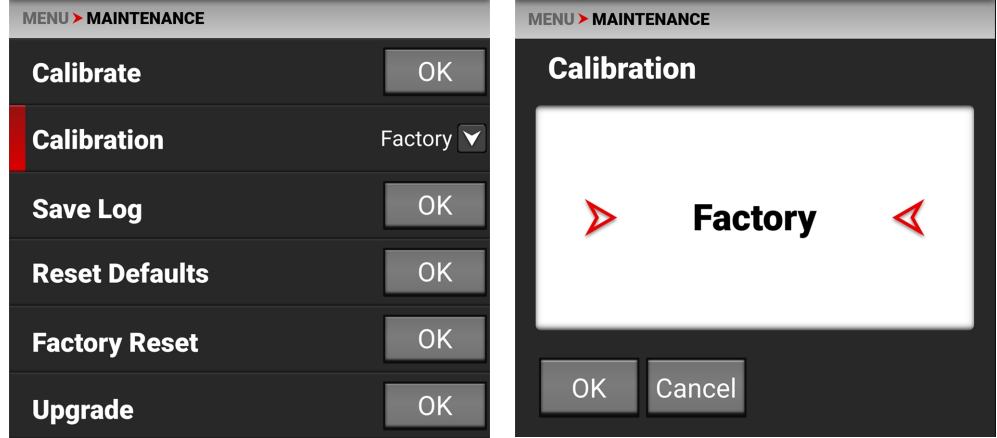 MENU MAINTENANCE
Calibrate OK
Calibration Factory
Save Log OK
Reset Defaults OK
Factory Reset OK
Upgrade OK
MENU MAINTENANCE
Calibration
Factory
OK Cancel